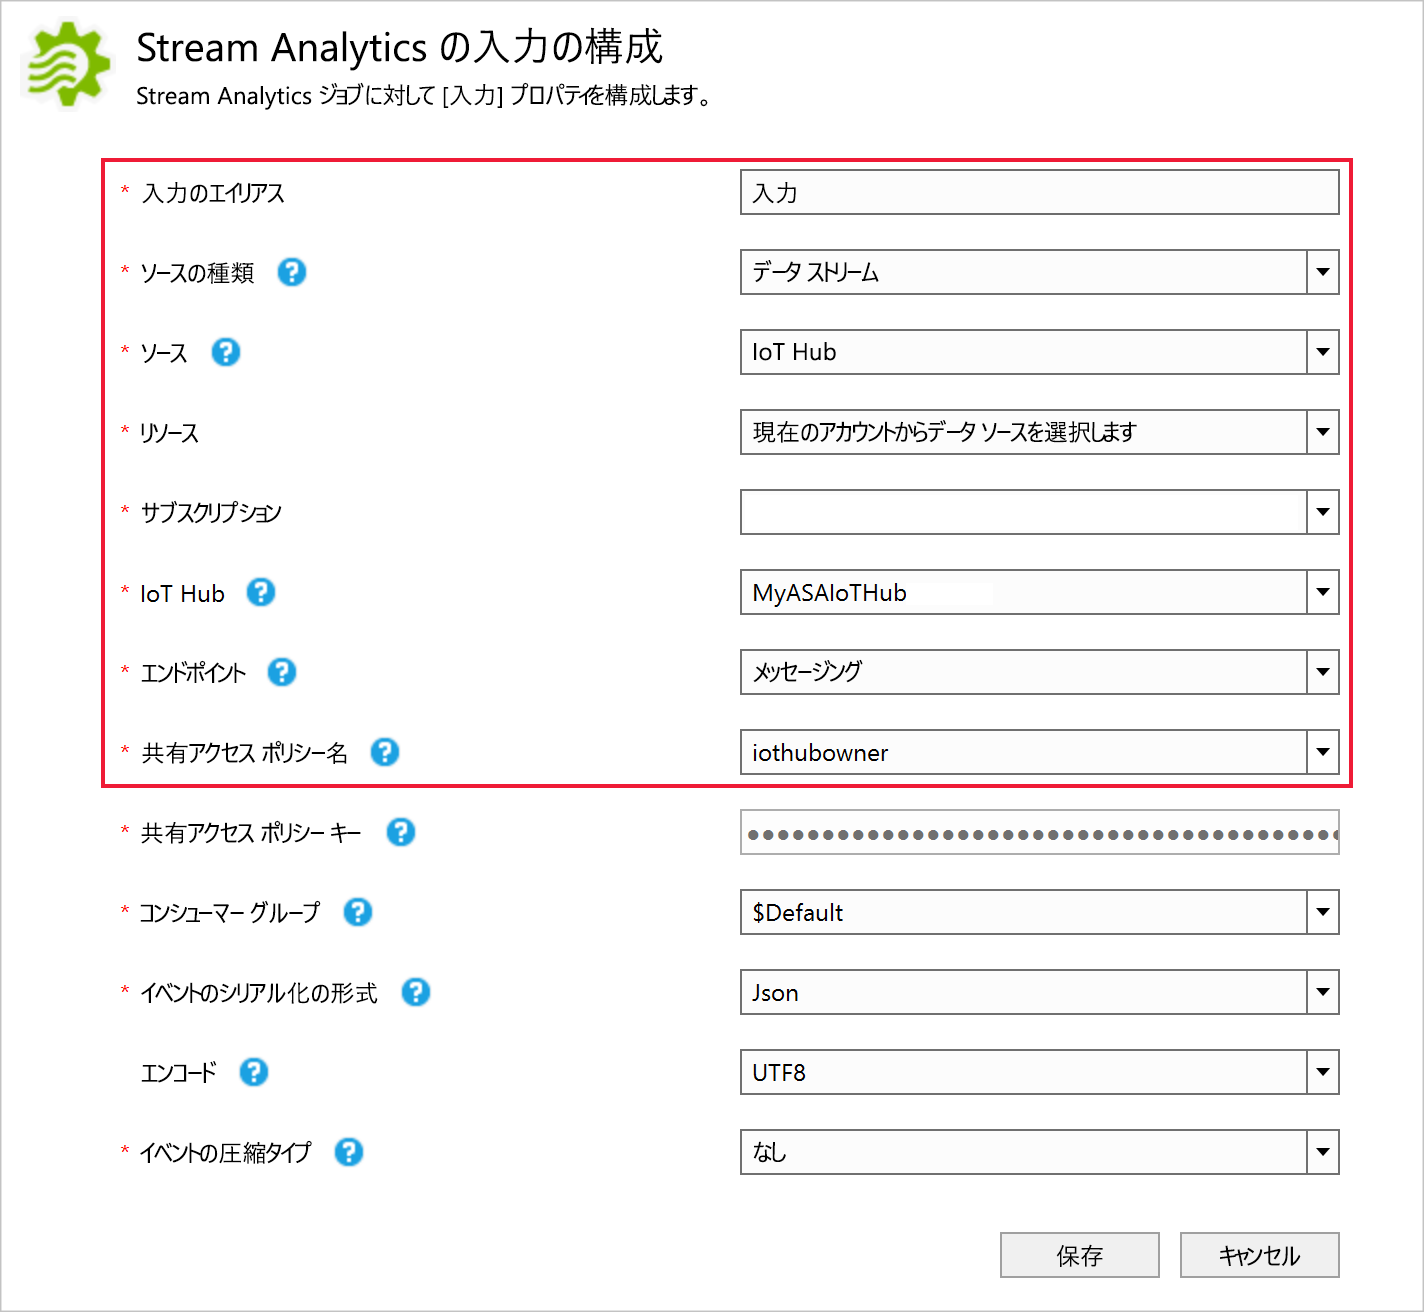 Stream Analytics の入力の構成
Stream Analytics ジョブに対して [入力] プロパティを構成します。
* 入力のエイリアス 入力
* ソースの種類 ? データ ストリーム
* ソース ? IoT Hub
* リソース 現在のアカウントからデータ ソースを選択します
* サブスクリプション
* IoT Hub ? MyASAIoTHub
* エンドポイント ? メッセージング
* 共有アクセス ポリシー名 ? iothubowner
* 共有アクセス ポリシー キー ? ●●●●●●●●●●●●●●●●●●●●●●●●●●●●●●●●●●●●●●●●
* コンシューマー グループ ? $Default
* イベントのシリアル化の形式 ? Json
エンコード ? UTF8
* イベントの圧縮タイプ ? なし
保存 キャンセル